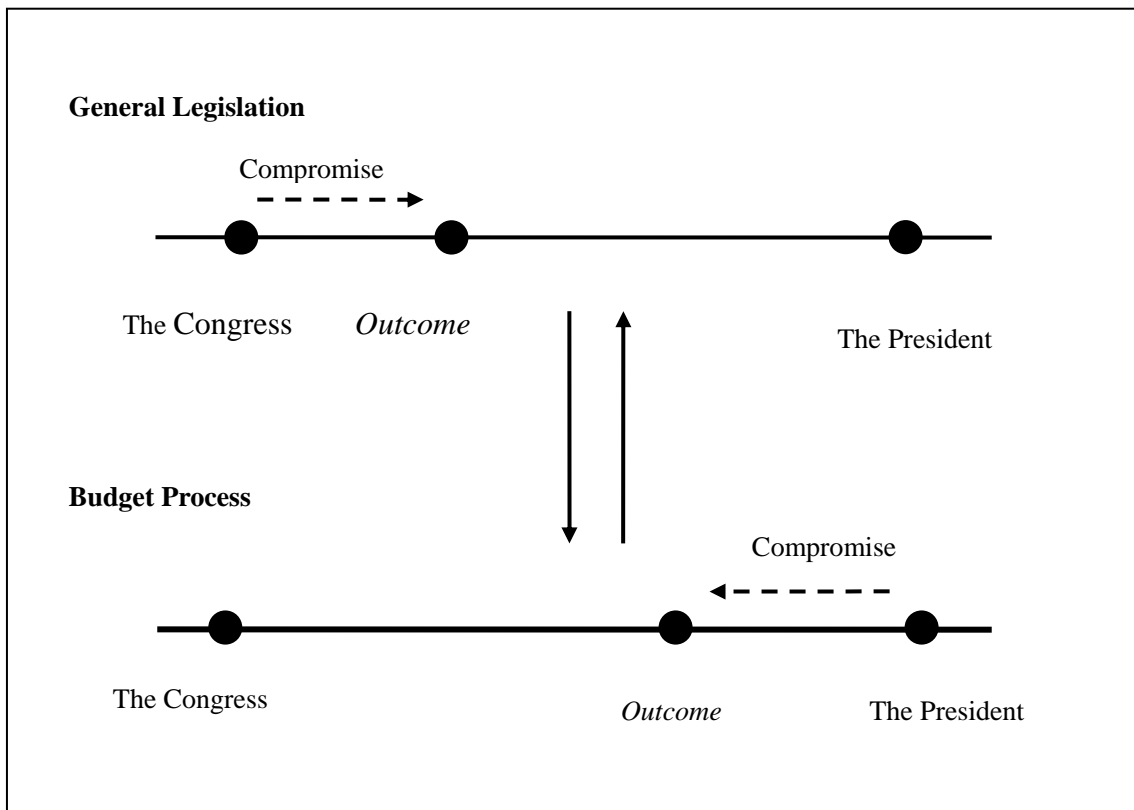 General Legislation
Compromise
The Congress
Outcome
The President
Budget Process
Compromise
The Congress
Outcome
The President